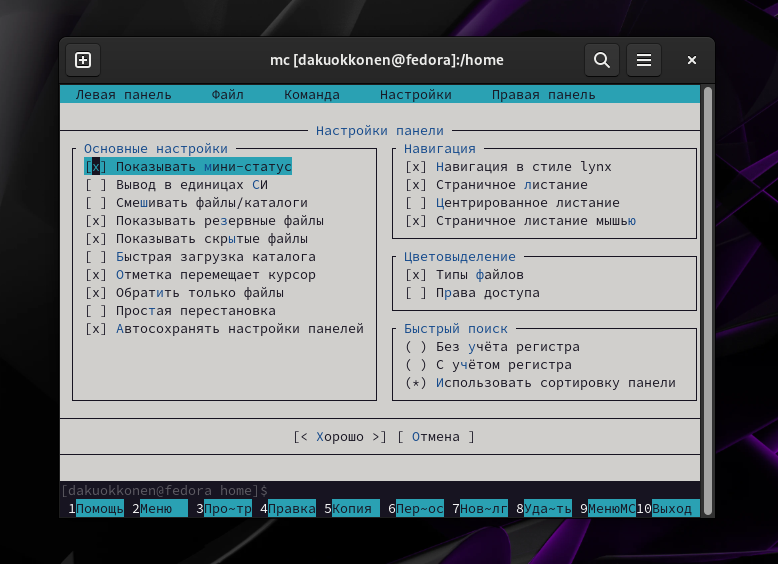 mc [dakuokkonen@fedora]:/home
Левая панель Файл Команда Настройки Правая панель
Настройки панели
Основные настройки
[x] Показывать мини-статус
[ ] Вывод в единицах СИ
[ ] Смешивать файлы/каталоги
[x] Показывать резервные файлы
[x] Показывать скрытые файлы
[ ] Быстрая загрузка каталога
[x] Отметка перемещает курсор
[x] Обратить только файлы
[ ] Простая перестановка
[x] Автосохранять настройки панелей
Навигация
[x] Навигация в стиле lynx
[x] Страничное листание
[ ] Центрированное листание
[x] Страничное листание мышью
Цветовыделение
[x] Типы файлов
[ ] Права доступа
Быстрый поиск
( ) Без учёта регистра
( ) С учётом регистра
(*) Использовать сортировку панели
[< Хорошо >] [ Отмена ]
[dakuokkonen@fedora home]$
1Помощь 2Меню 3Про~тр 4Правка 5Копия 6Пер~ос 7Нов~лг 8Уда~ть 9МенюMC10Выход